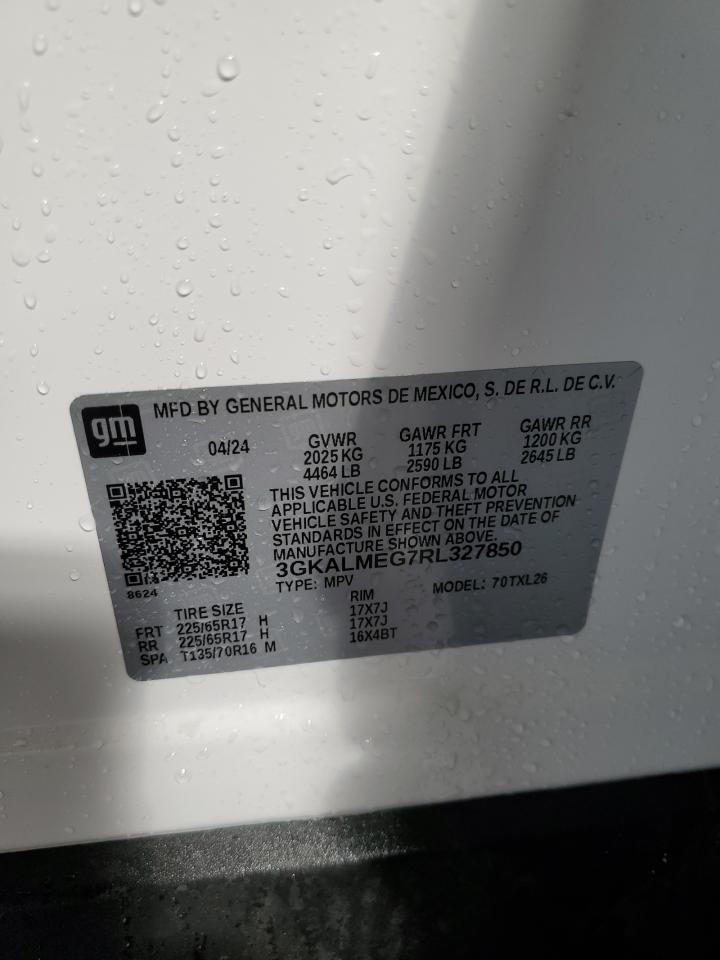 gm
MFD BY GENERAL MOTORS DE MEXICO, S. DE R.L. DE C.V.
04/24
GVWR
2025 KG
4464 LB
GAWR FRT
1175 KG
2590 LB
GAWR RR
1200 KG
2645 LB
THIS VEHICLE CONFORMS TO ALL
APPLICABLE U.S. FEDERAL MOTOR
VEHICLE SAFETY AND THEFT PREVENTION
STANDARDS IN EFFECT ON THE DATE OF
MANUFACTURE SHOWN ABOVE.
3GKALMEG7RL327850
TYPE: MPV
MODEL: 70TXL26
8624
TIRE SIZE RIM
FRT 225/65R17 H 17X7J
RR 225/65R17 H 17X7J
SPA T135/70R16 M 16X4BT